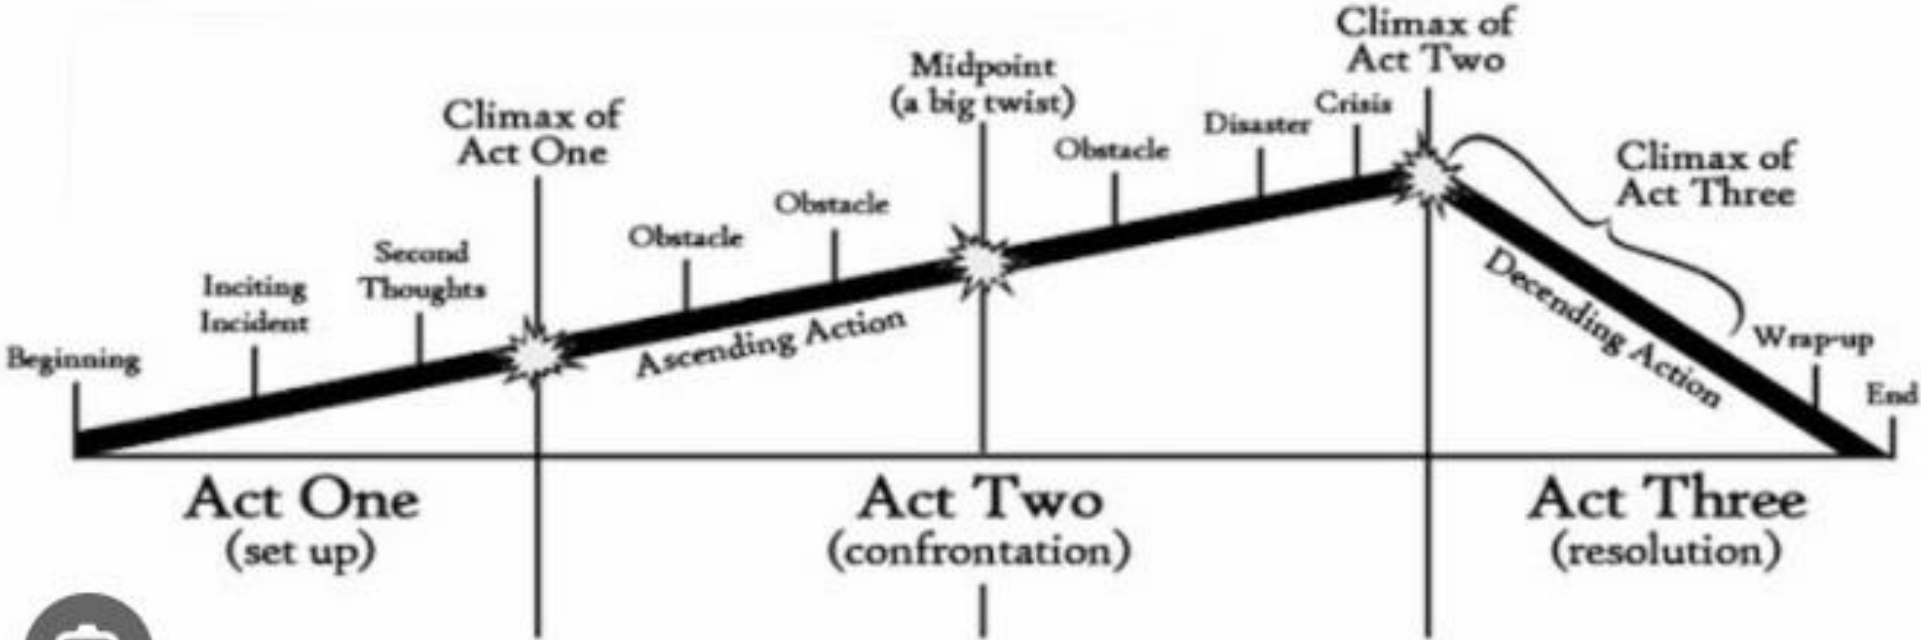 Beginning
Inciting
Incident
Second
Thoughts
Climax of
Act One
Obstacle
Obstacle
Ascending Action
Midpoint
(a big twist)
Obstacle
Disaster
Crisis
Climax of
Act Two
Climax of
Act Three
Decending Action
Wrap-up
End
Act One
(set up)
Act Two
(confrontation)
Act Three
(resolution)